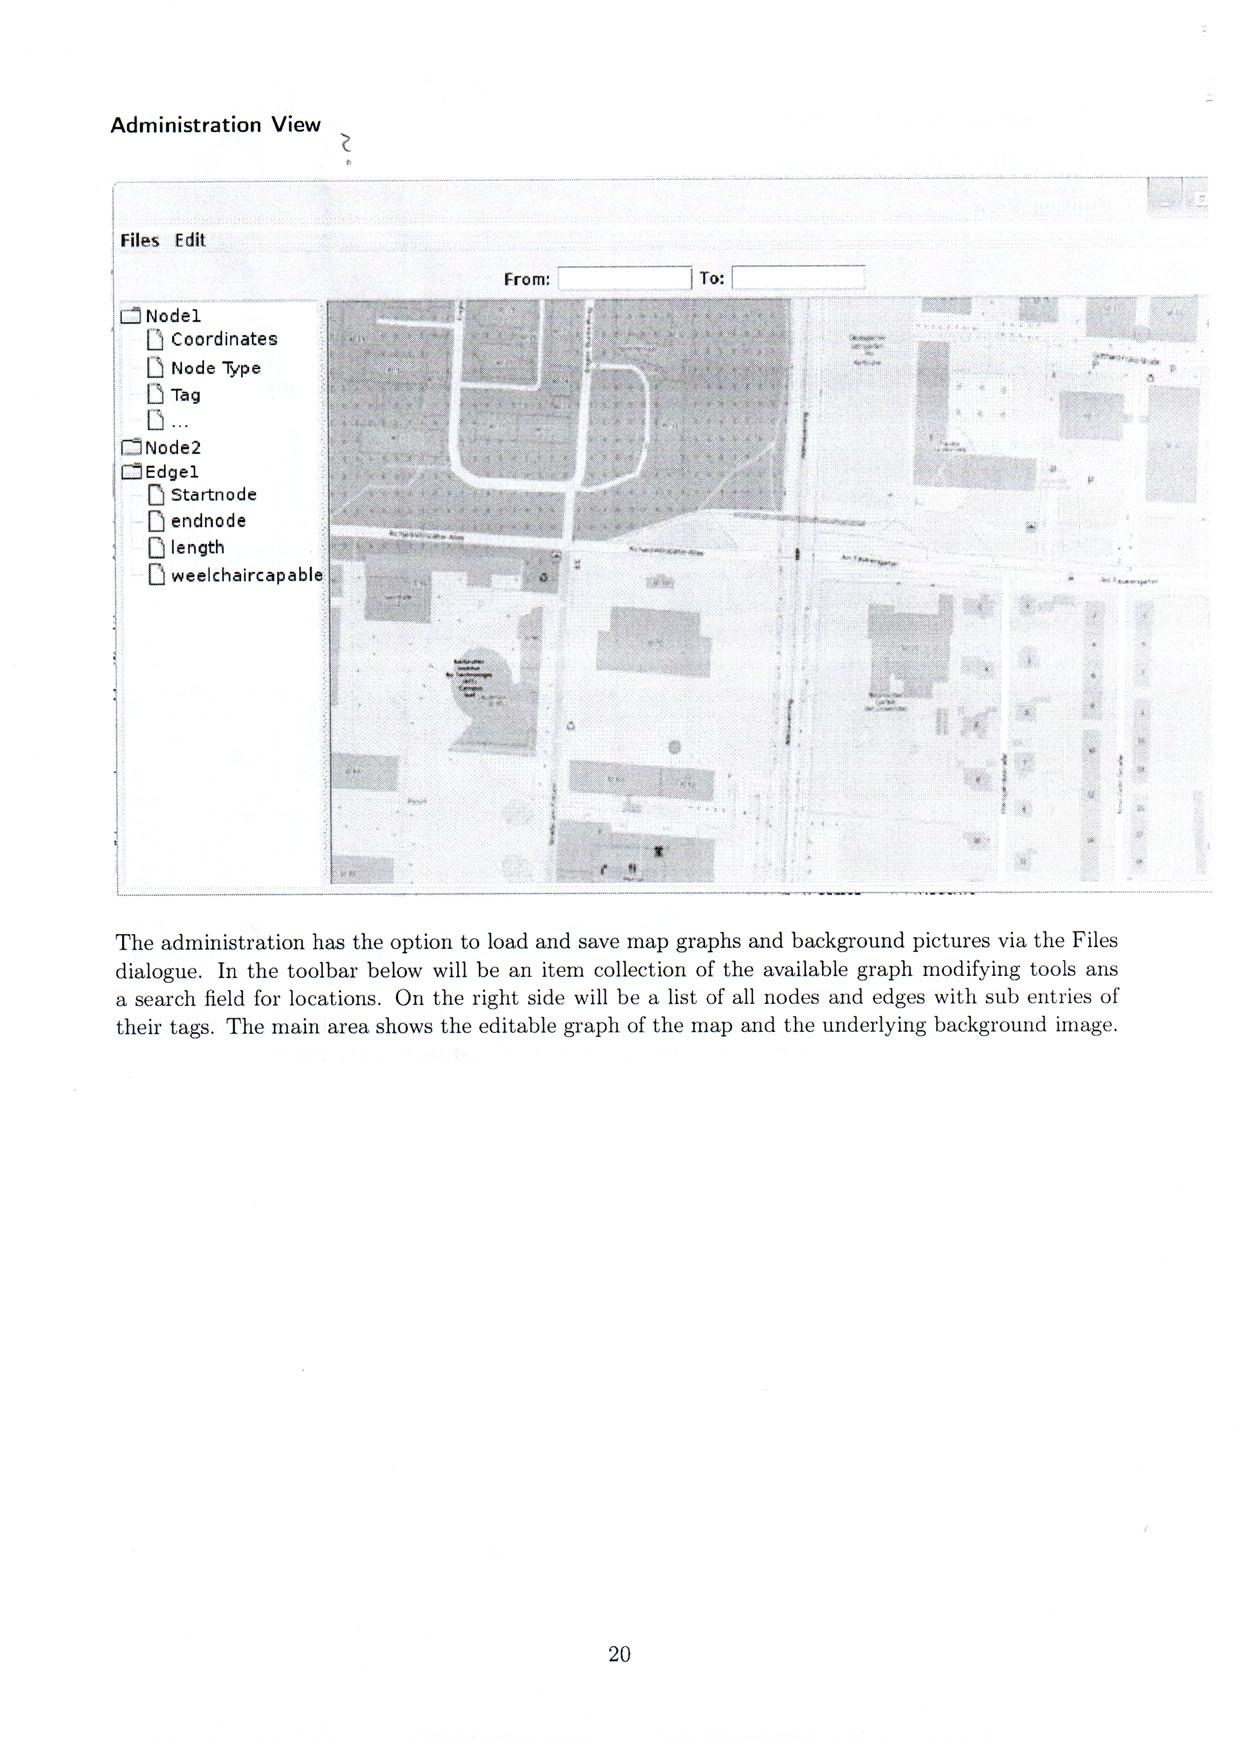 Administration View
?
Files Edit
From: To:
Node1
Coordinates
Node Type
Tag
...
Node2
Edge1
Startnode
endnode
length
weelchaircapable
The administration has the option to load and save map graphs and background pictures via the Files
dialogue. In the toolbar below will be an item collection of the available graph modifying tools ans
a search field for locations. On the right side will be a list of all nodes and edges with sub entries of
their tags. The main area shows the editable graph of the map and the underlying background image.
20